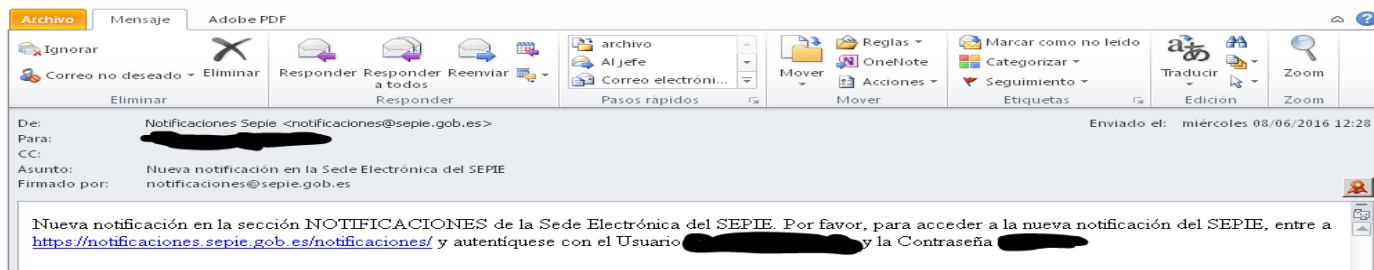 Archivo Mensaje Adobe PDF
Ignorar
Correo no deseado
Eliminar
Eliminar
Responder Responder a todos Reenviar
Responder
archivo
Al jefe
Correo electróni...
Pasos rápidos
Mover
Reglas
OneNote
Acciones
Mover
Marcar como no leído
Categorizar
Seguimiento
Etiquetas
Traducir
Edición
Zoom
Zoom
De: Notificaciones Sepie <notificaciones@sepie.gob.es> Enviado el: miércoles 08/06/2016 12:28
Para:
CC:
Asunto: Nueva notificación en la Sede Electrónica del SEPIE
Firmado por: notificaciones@sepie.gob.es
Nueva notificación en la sección NOTIFICACIONES de la Sede Electrónica del SEPIE. Por favor, para acceder a la nueva notificación del SEPIE, entre a
https://notificaciones.sepie.gob.es/notificaciones/ y autentíquese con el Usuario y la Contraseña